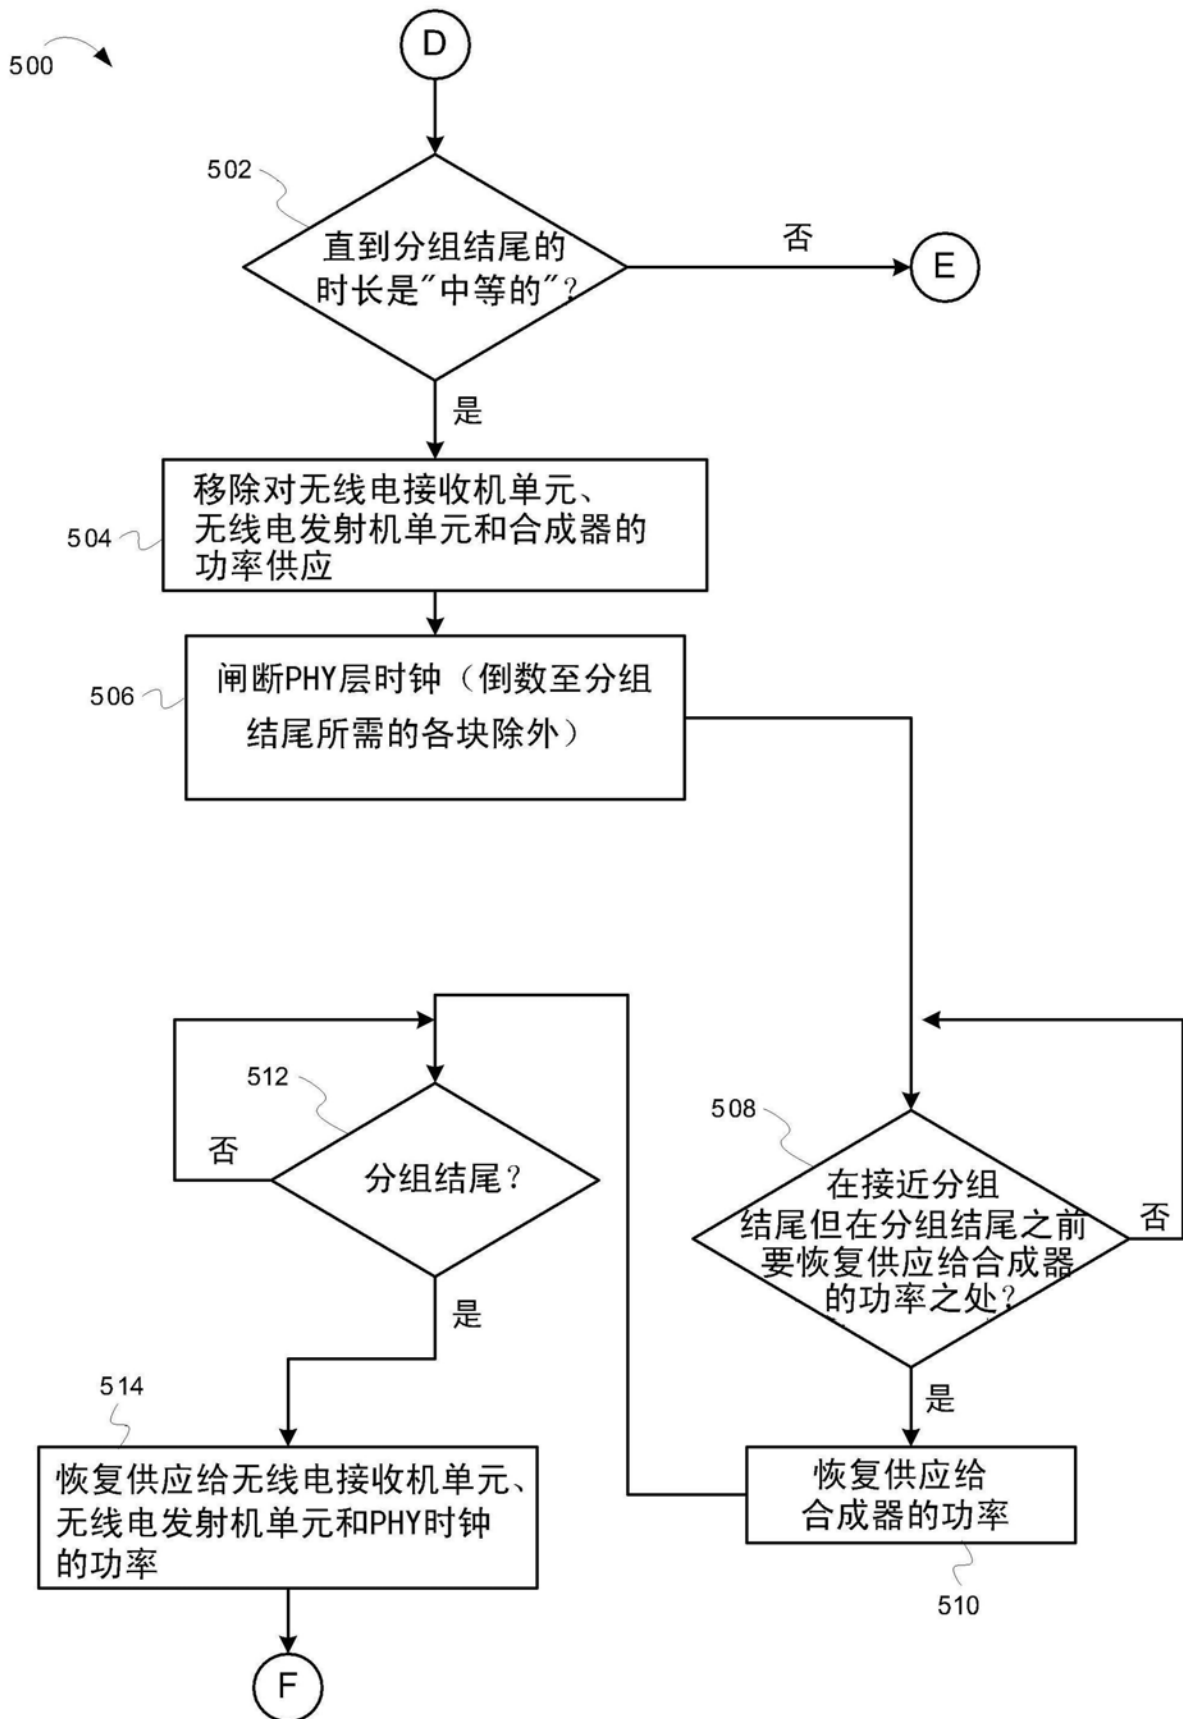 500
D
502
直到分组结尾的
时长是"中等的"?
否
E
是
504
移除对无线电接收机单元、
无线电发射机单元和合成器的
功率供应
506
闸断PHY层时钟（倒数至分组
结尾所需的各块除外）
512
分组结尾?
否
是
508
在接近分组
结尾但在分组结尾之前
要恢复供应给合成器
的功率之处?
否
是
510
恢复供应给
合成器的功率
514
恢复供应给无线电接收机单元、
无线电发射机单元和PHY时钟
的功率
F